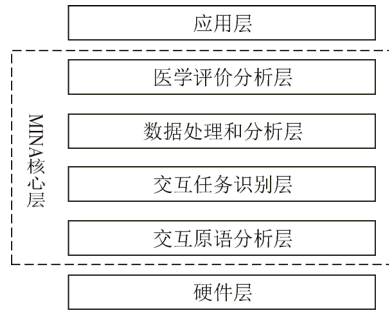 应用层
医学评价分析层
数据处理和分析层
交互任务识别层
交互原语分析层
硬件层
MINA核心层